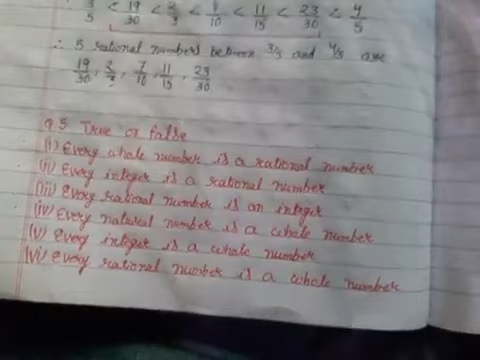 3/5 < 19/30 < 2/3 < 7/10 < 11/15 < 23/30 < 4/5
∴ 5 rational numbers between 3/5 and 4/5 are
19/30, 2/3, 7/10, 11/15, 23/30
Q.5 True or false
(i) Every whole number is a rational number
(ii) Every integer is a rational number
(iii) Every rational number is an integer
(iv) Every natural number is a whole number
(v) Every integer is a whole number
(vi) Every rational number is a whole number